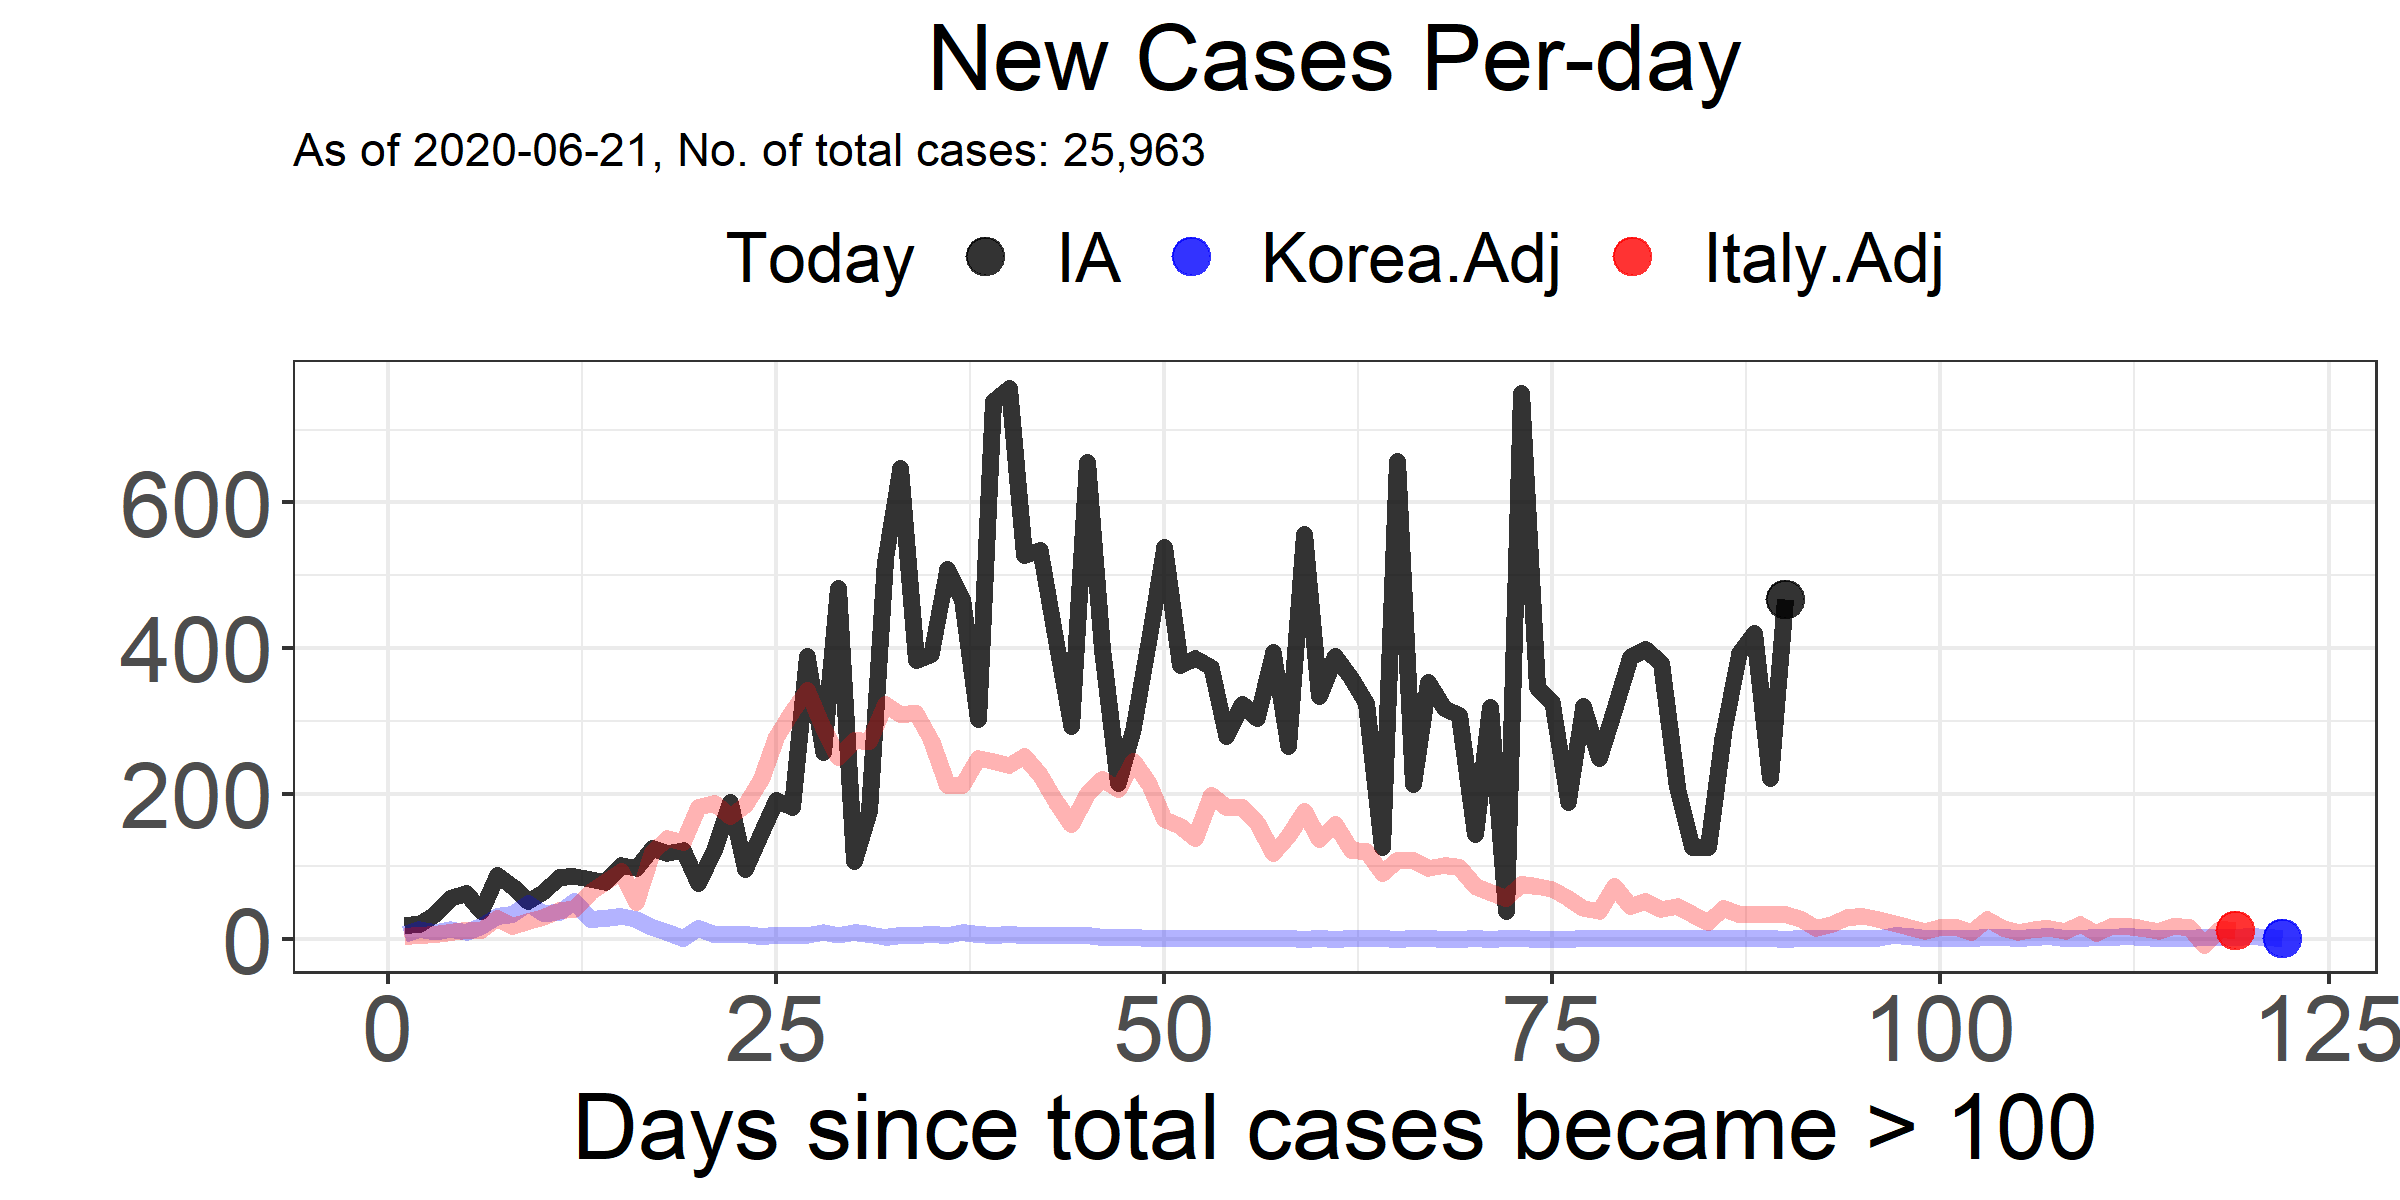 New Cases Per-day
As of 2020-06-21, No. of total cases: 25,963
Today IA Korea.Adj Italy.Adj
600
400
200
0
0 25 50 75 100 125
Days since total cases became > 100